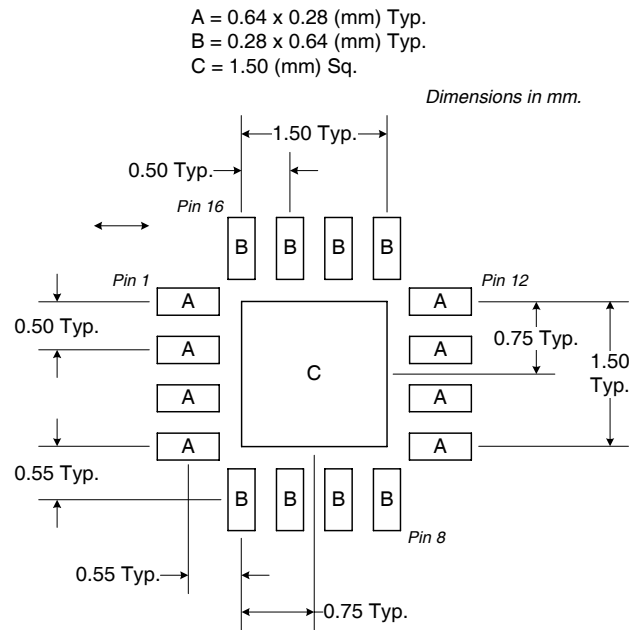 A = 0.64 x 0.28 (mm) Typ.
B = 0.28 x 0.64 (mm) Typ.
C = 1.50 (mm) Sq.
Dimensions in mm.
1.50 Typ.
0.50 Typ.
Pin 16
B B B B
Pin 1
Pin 12
A
A
0.50 Typ.
0.75 Typ.
A
A
C
1.50
Typ.
A
A
A
A
0.55 Typ.
B B B B
Pin 8
0.55 Typ.
0.75 Typ.